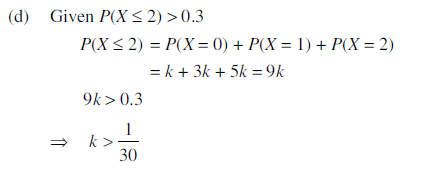 (d) Given P(X ≤ 2) > 0.3
P(X ≤ 2) = P(X = 0) + P(X = 1) + P(X = 2)
= k + 3k + 5k = 9k
9k > 0.3
⇒ k > 1/30